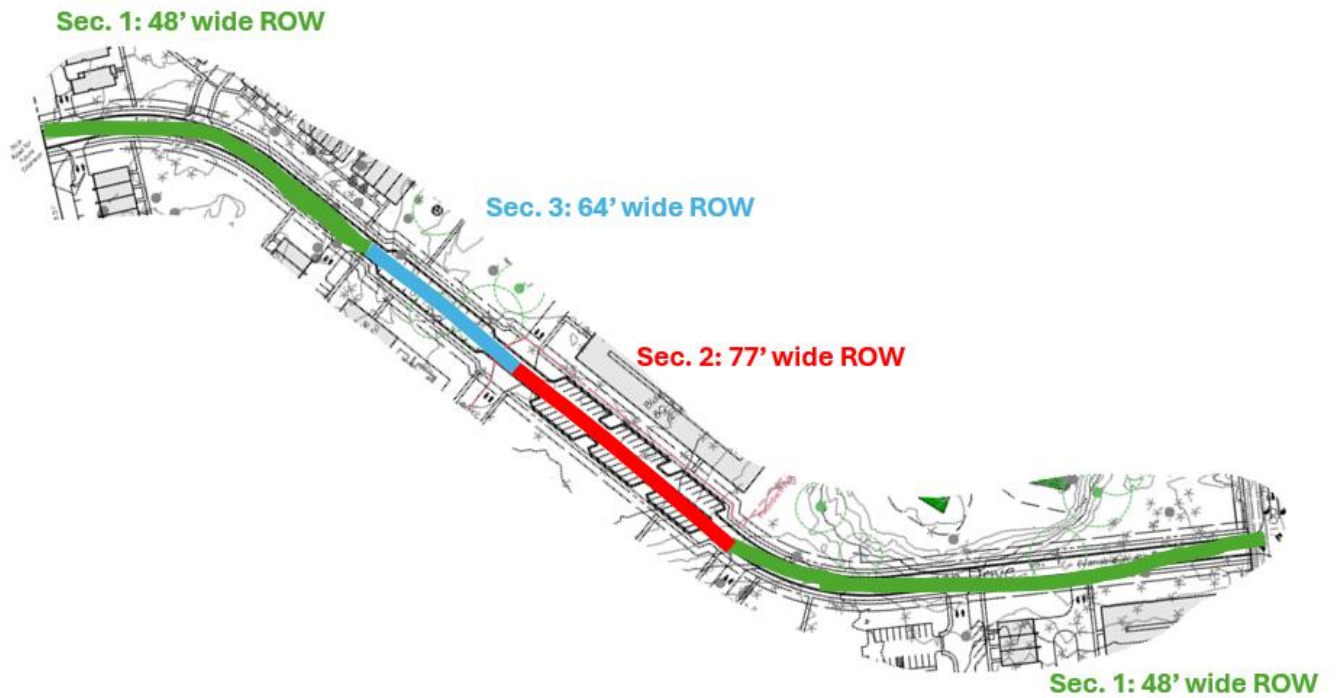 Sec. 1: 48’ wide ROW
Sec. 3: 64’ wide ROW
Sec. 2: 77’ wide ROW
Drive
Sec. 1: 48’ wide ROW